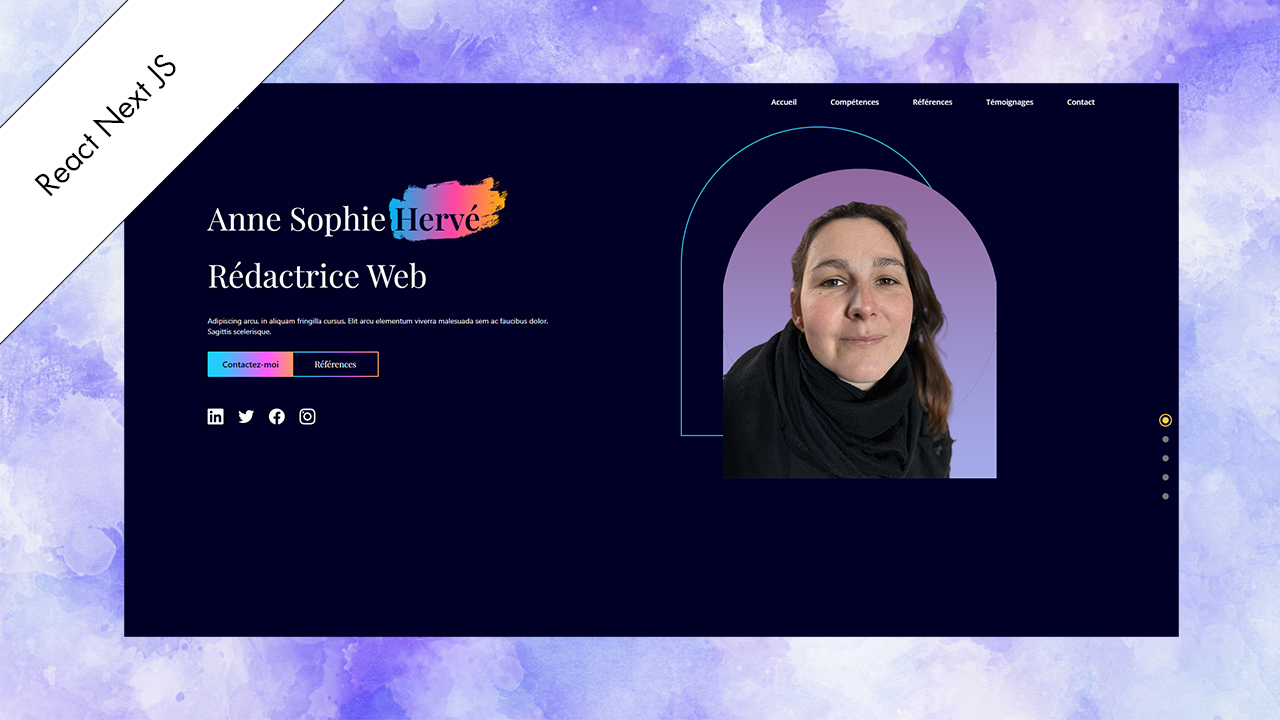 React Next JS
Accueil Compétences Références Témoignages Contact
Anne Sophie Hervé
Rédactrice Web
Adipiscing arcu, in aliquam fringilla cursus. Elit arcu elementum viverra malesuada sem ac faucibus dolor.
Sagittis scelerisque.
Contactez-moi Références
in